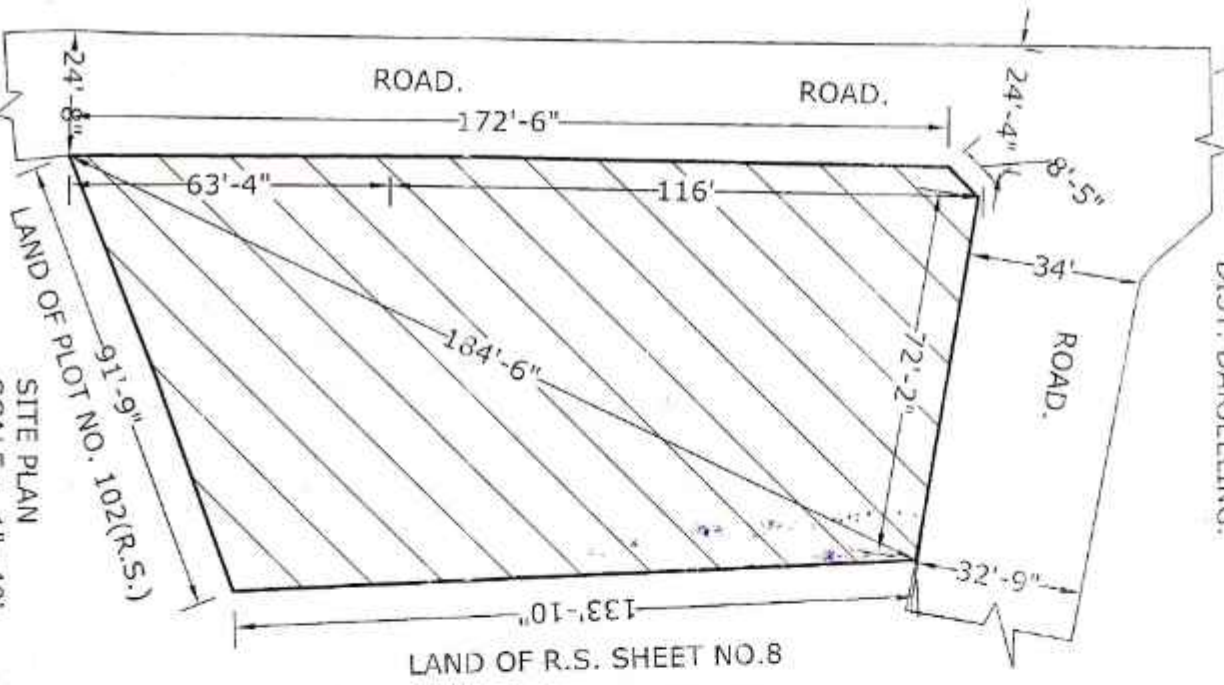 ROAD.
ROAD.
24'-8"
172'-6"
24'-4"
8'-5"
63'-4"
116'
34'
ROAD.
184'-6"
72'-2"
91'-9"
LAND OF PLOT NO. 102(R.S.)
32'-9"
133'-10"
LAND OF R.S. SHEET NO.8
SITE PLAN